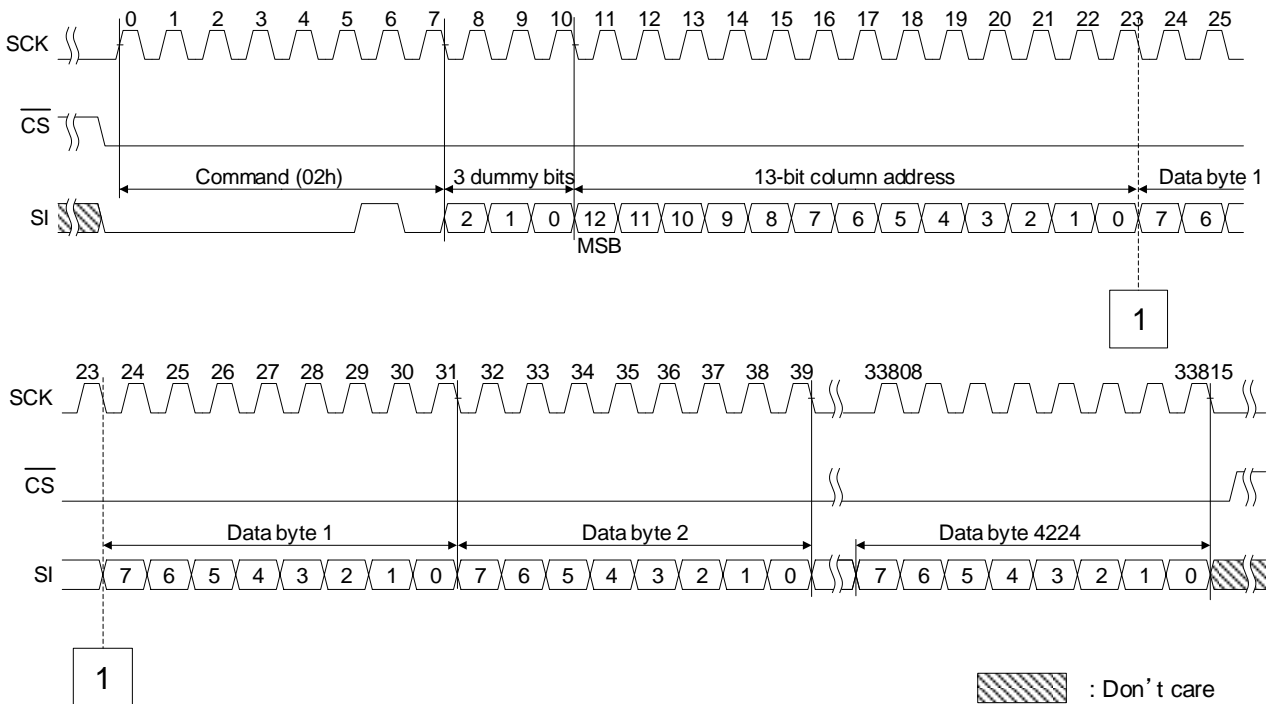 0 1 2 3 4 5 6 7 8 9 10 11 12 13 14 15 16 17 18 19 20 21 22 23 24 25
SCK
CS
Command (02h) 3 dummy bits 13-bit column address Data byte 1
SI 2 1 0 12 11 10 9 8 7 6 5 4 3 2 1 0 7 6
MSB
1
23 24 25 26 27 28 29 30 31 32 33 34 35 36 37 38 39 33808 33815
SCK
CS
Data byte 1 Data byte 2 Data byte 4224
SI 7 6 5 4 3 2 1 0 7 6 5 4 3 2 1 0 7 6 5 4 3 2 1 0
1
: Don't care